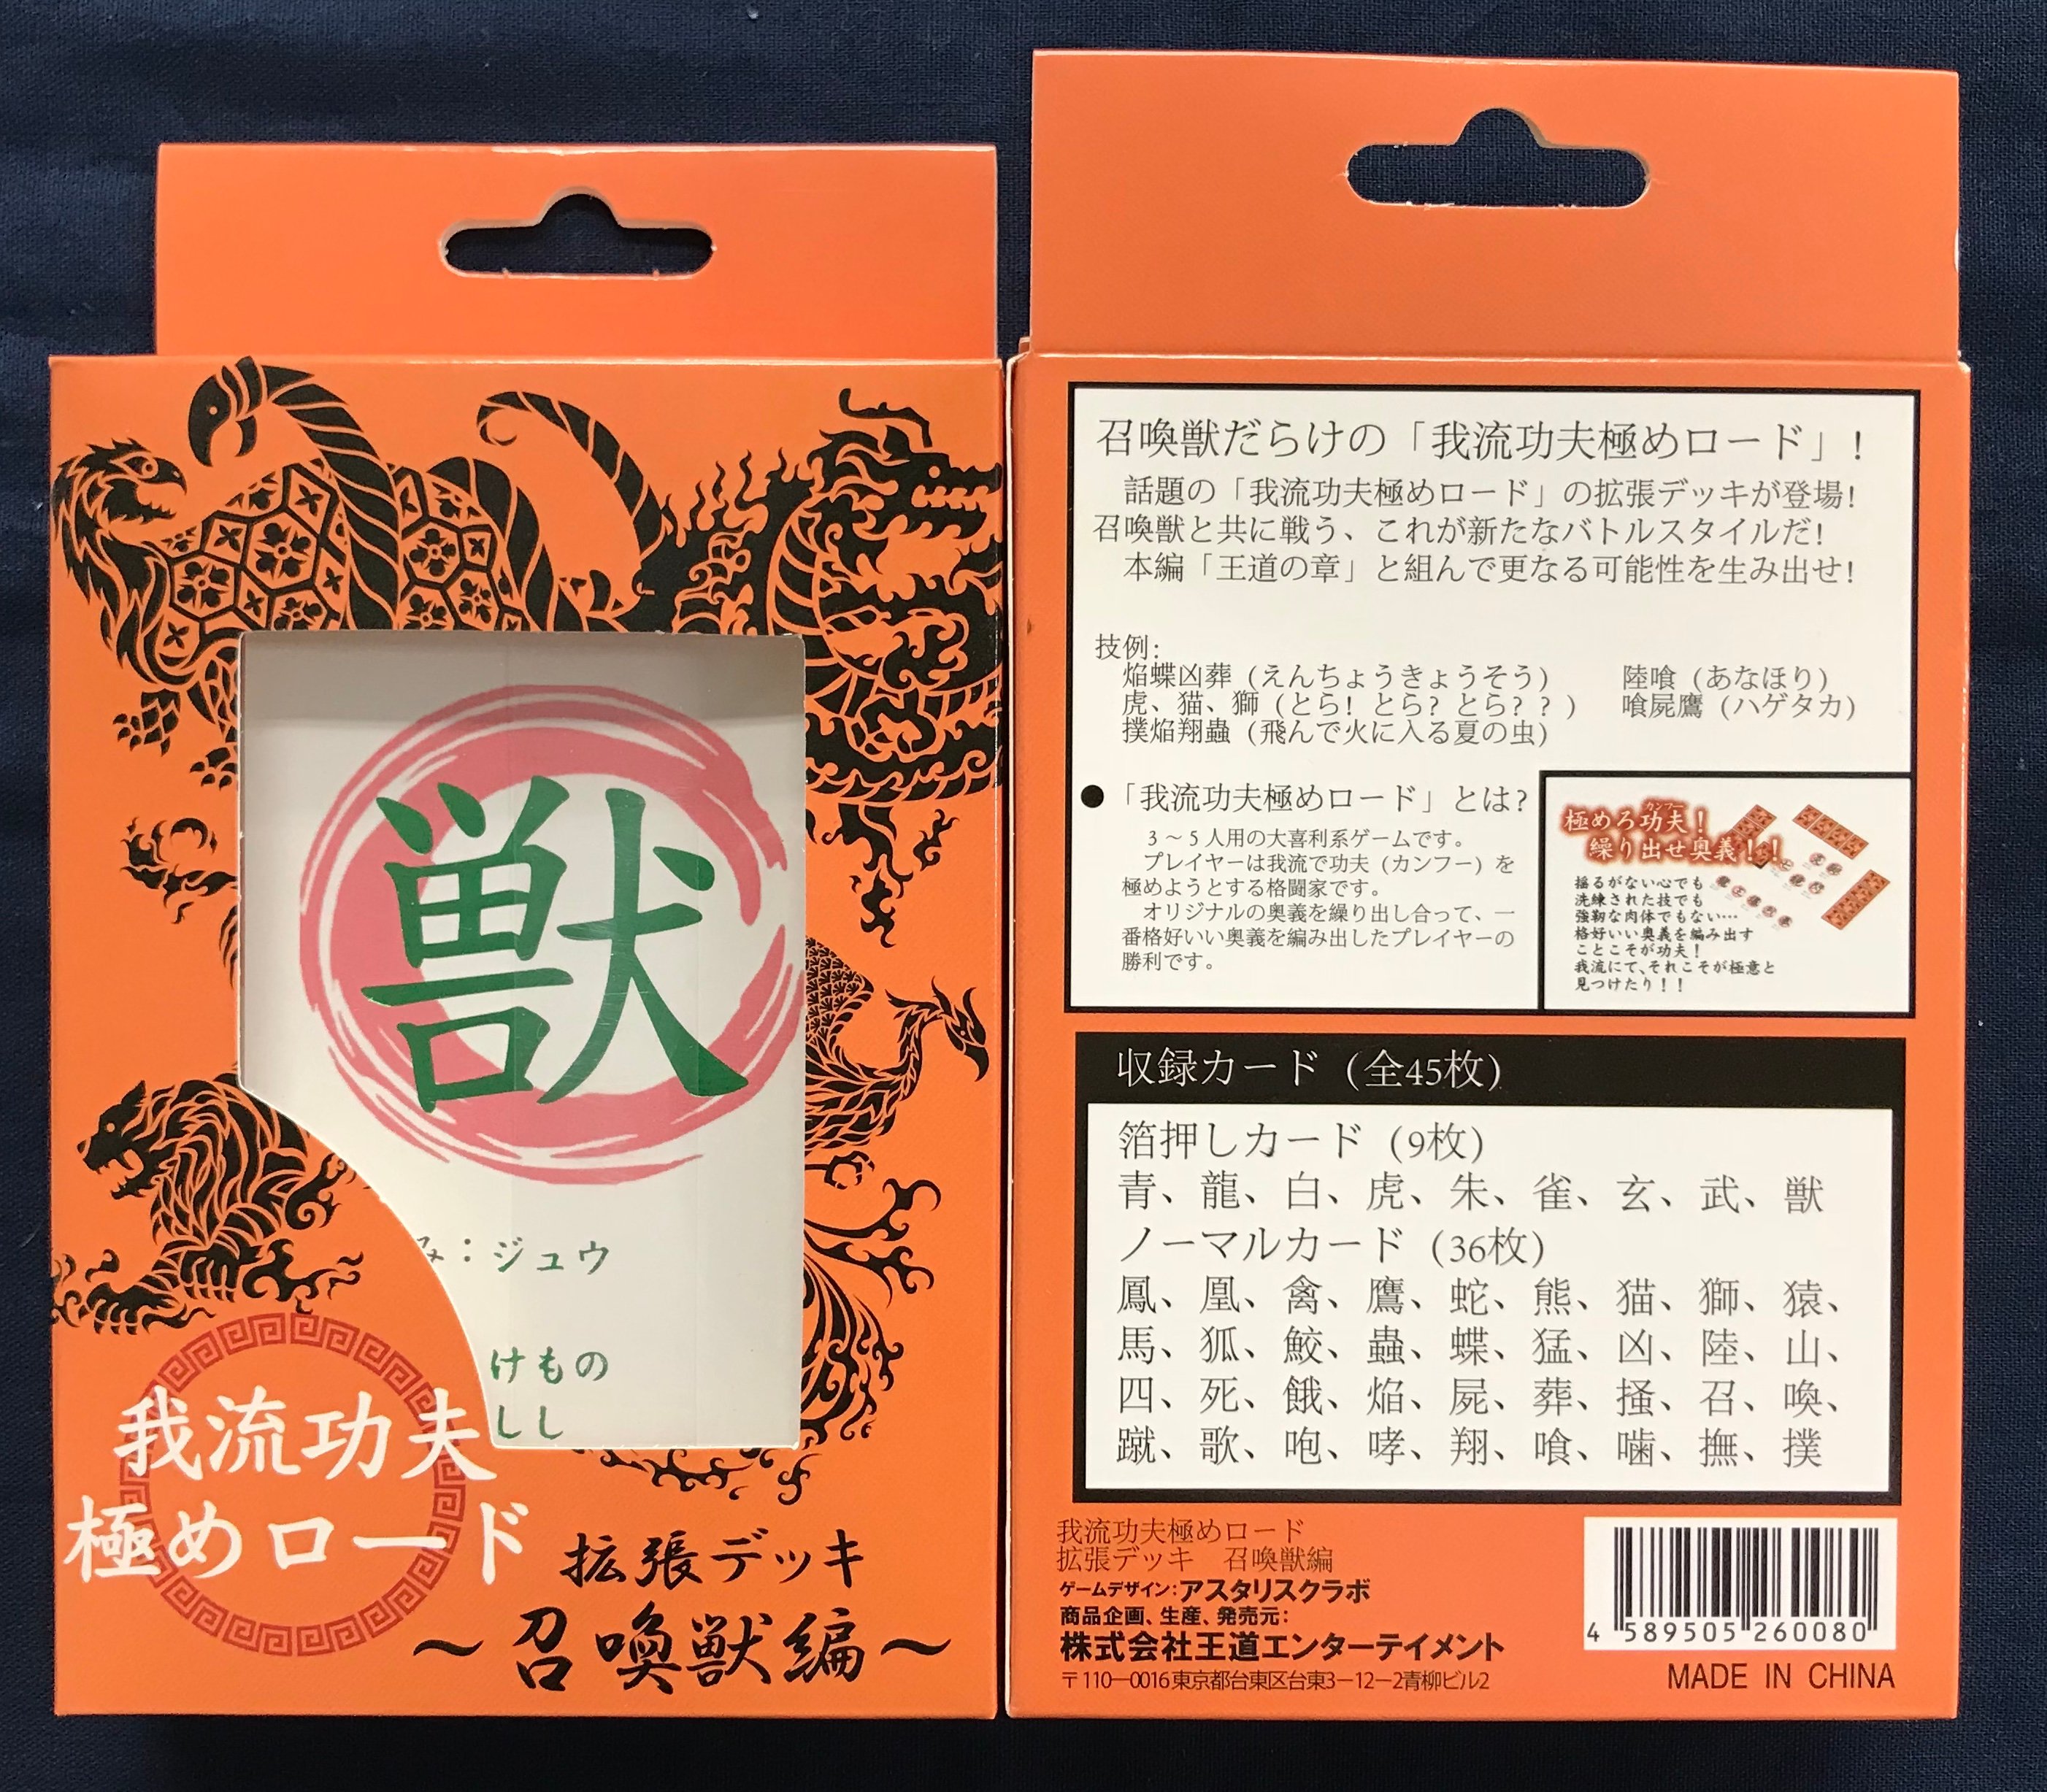 獣
み：ジュウ
けもの
しし
我流功夫
極めロード
拡張デッキ
～召喚獣編～
召喚獣だらけの「我流功夫極めロード」！
話題の「我流功夫極めロード」の拡張デッキが登場！
召喚獣と共に戦う、これが新たなバトルスタイルだ！
本編「王道の章」と組んで更なる可能性を生み出せ！
技例：
焔蝶凶葬（えんちょうきょうそう）　陸喰（あなほり）
虎、猫、獅（とら！とら？とら？？）　喰屍鷹（ハゲタカ）
撲焔翔蟲（飛んで火に入る夏の虫）
●「我流功夫極めロード」とは？
3～5人用の大喜利系ゲームです。
プレイヤーは我流で功夫（カンフー）を
極めようとする格闘家です。
オリジナルの奥義を繰り出し合って、一
番格好いい奥義を編み出したプレイヤーの
勝利です。
カンフー
極めろ功夫！
繰り出せ奥義！！
揺るがない心でも
洗練された技でも
強靭な肉体でもない…
格好いい奥義を編み出す
ことこそが功夫！
我流にて、それこそが極意と
見つけたり！！
収録カード（全45枚）
箔押しカード（9枚）
青、龍、白、虎、朱、雀、玄、武、獣
ノーマルカード（36枚）
鳳、凰、禽、鷹、蛇、熊、猫、獅、猿、
馬、狐、鮫、蟲、蝶、猛、凶、陸、山、
四、死、餓、焔、屍、葬、掻、召、喚、
蹴、歌、咆、哮、翔、喰、噛、撫、撲
我流功夫極めロード
拡張デッキ　召喚獣編
ゲームデザイン：アスタリスクラボ
商品企画、生産、発売元：
株式会社王道エンターテイメント
〒110－0016東京都台東区台東3－12－2青柳ビル2
4 589505 260080
MADE IN CHINA